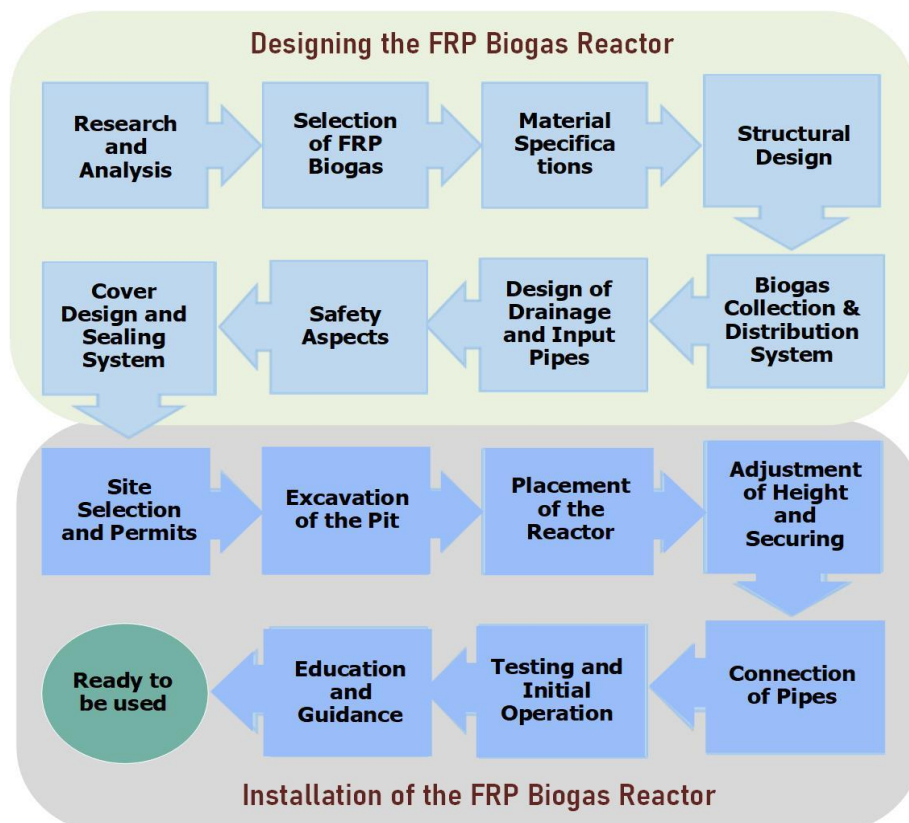 Designing the FRP Biogas Reactor
Research
and
Analysis
Selection
of FRP
Biogas
Material
Specifica
tions
Structural
Design
Biogas
Collection &
Distribution
System
Design of
Drainage
and Input
Pipes
Safety
Aspects
Cover
Design and
Sealing
System
Site
Selection
and Permits
Excavation
of the Pit
Placement
of the
Reactor
Adjustment
of Height
and
Securing
Connection
of Pipes
Testing and
Initial
Operation
Education
and
Guidance
Ready to
be used
Installation of the FRP Biogas Reactor